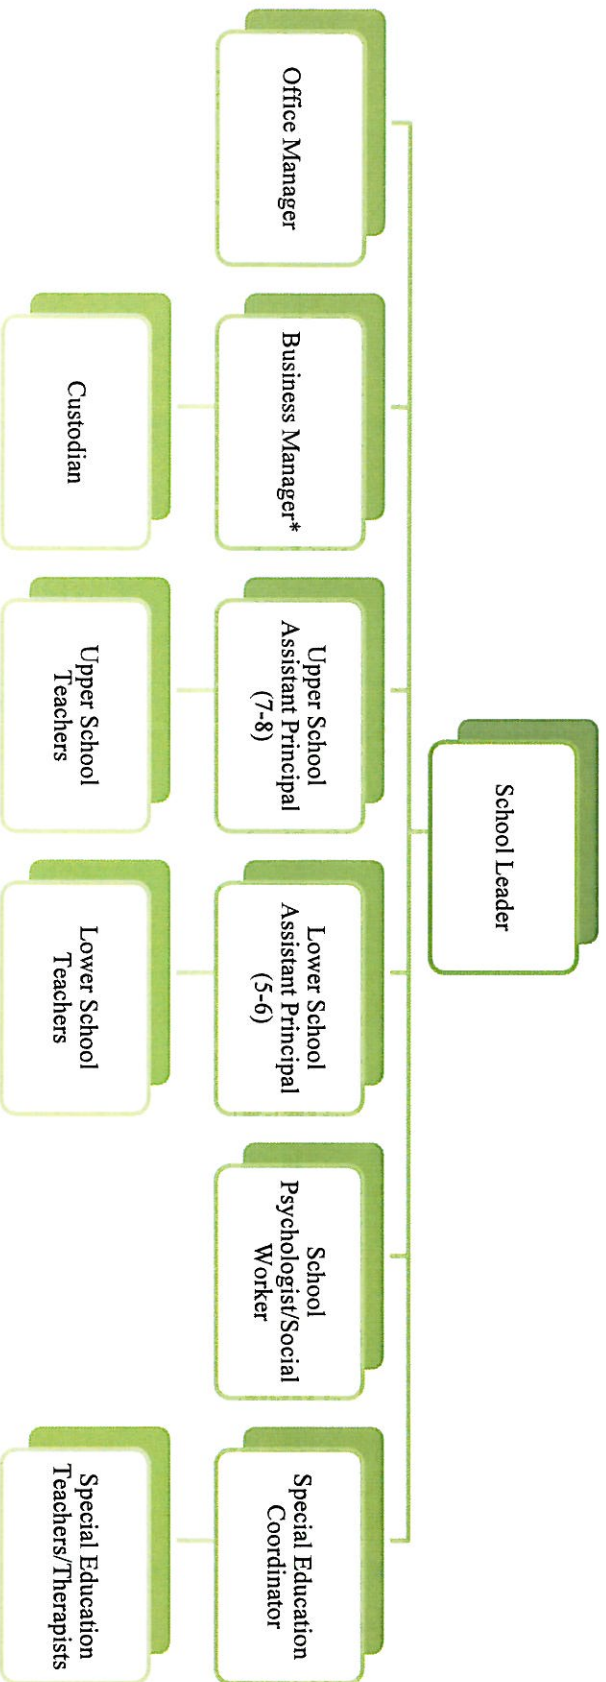 School Leader
Office Manager
Business Manager*
Upper School
Assistant Principal
(7-8)
Lower School
Assistant Principal
(5-6)
School
Psychologist/Social
Worker
Special Education
Coordinator
Custodian
Upper School
Teachers
Lower School
Teachers
Special Education
Teachers/Therapists